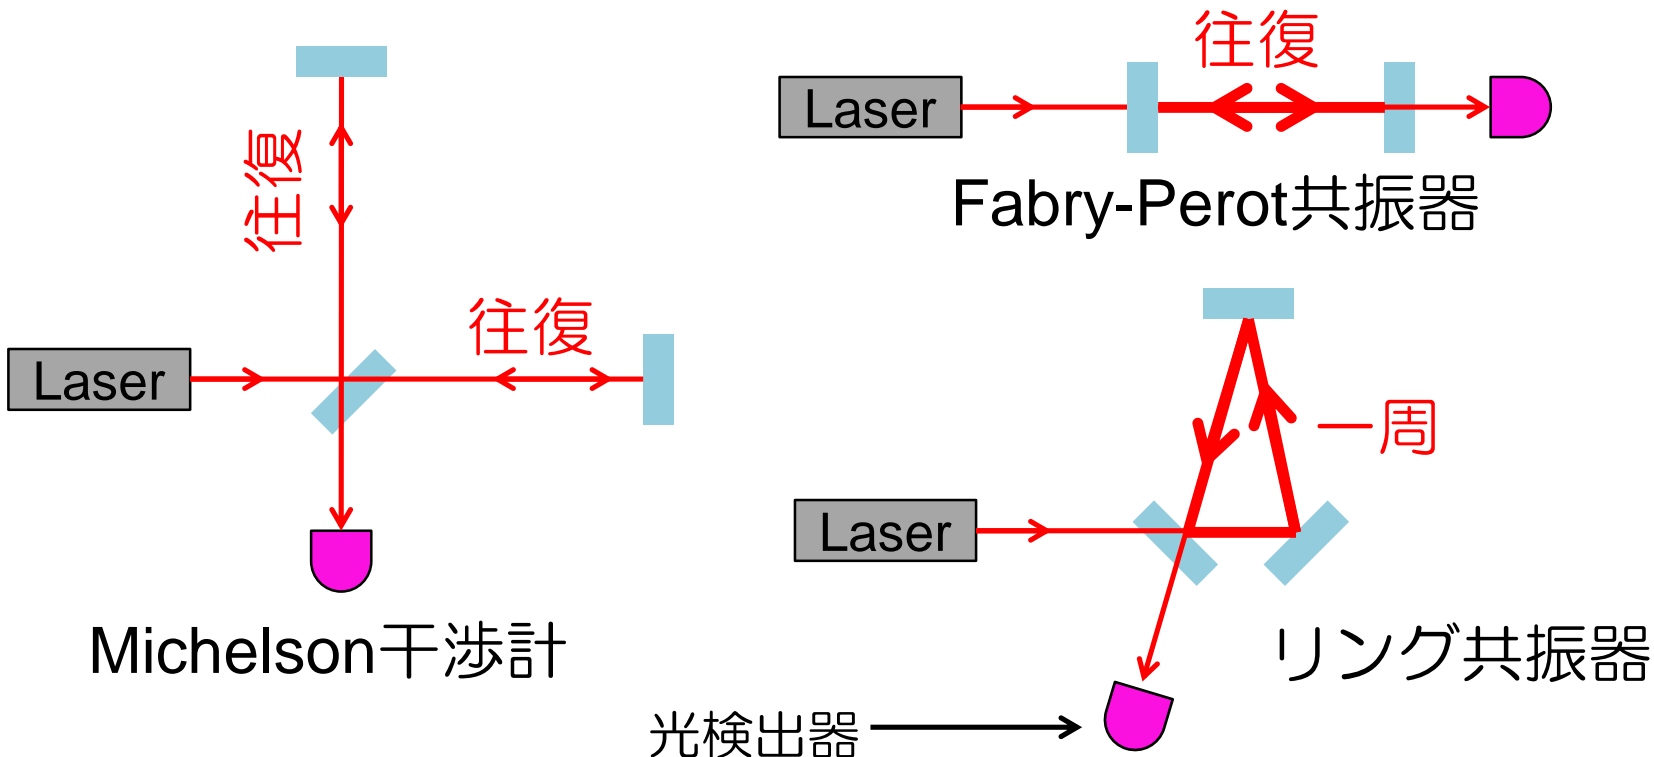 往復
往復
Laser
Michelson干渉計
往復
Laser
Fabry-Perot共振器
一周
Laser
リング共振器
光検出器